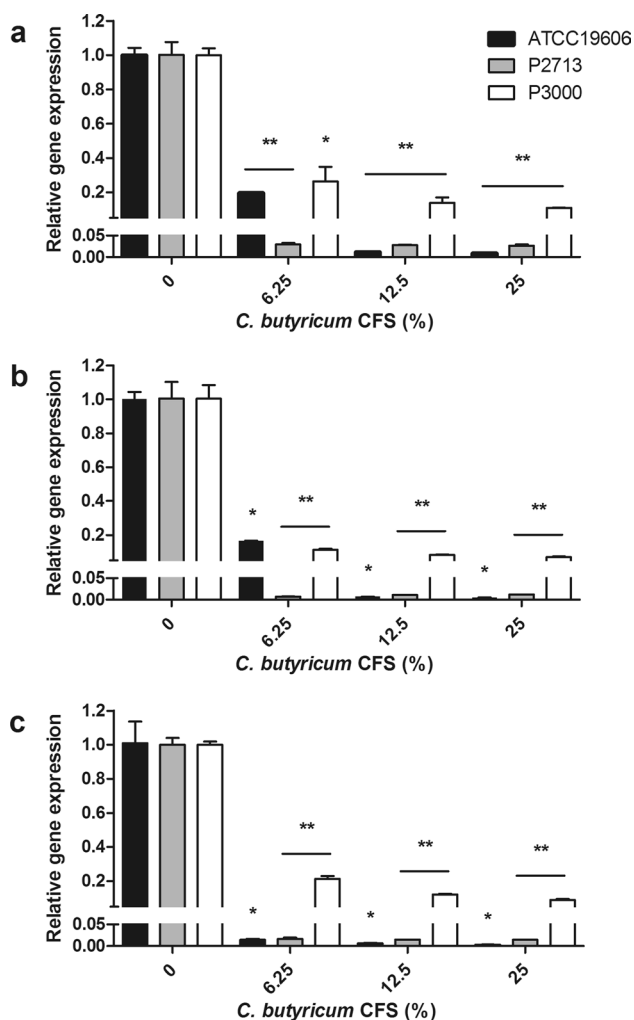 a
ATCC19606
P2713
P3000
Relative gene expression
1.2
1.0
0.8
0.6
0.4
0.2
0.05
0.00
** * ** **
0 6.25 12.5 25
C. butyricum CFS (%)
b
Relative gene expression
1.2
1.0
0.8
0.6
0.4
0.2
0.05
0.00
* ** * ** * **
0 6.25 12.5 25
C. butyricum CFS (%)
c
Relative gene expression
1.2
1.0
0.8
0.6
0.4
0.2
0.05
0.00
* ** * ** * **
0 6.25 12.5 25
C. butyricum CFS (%)